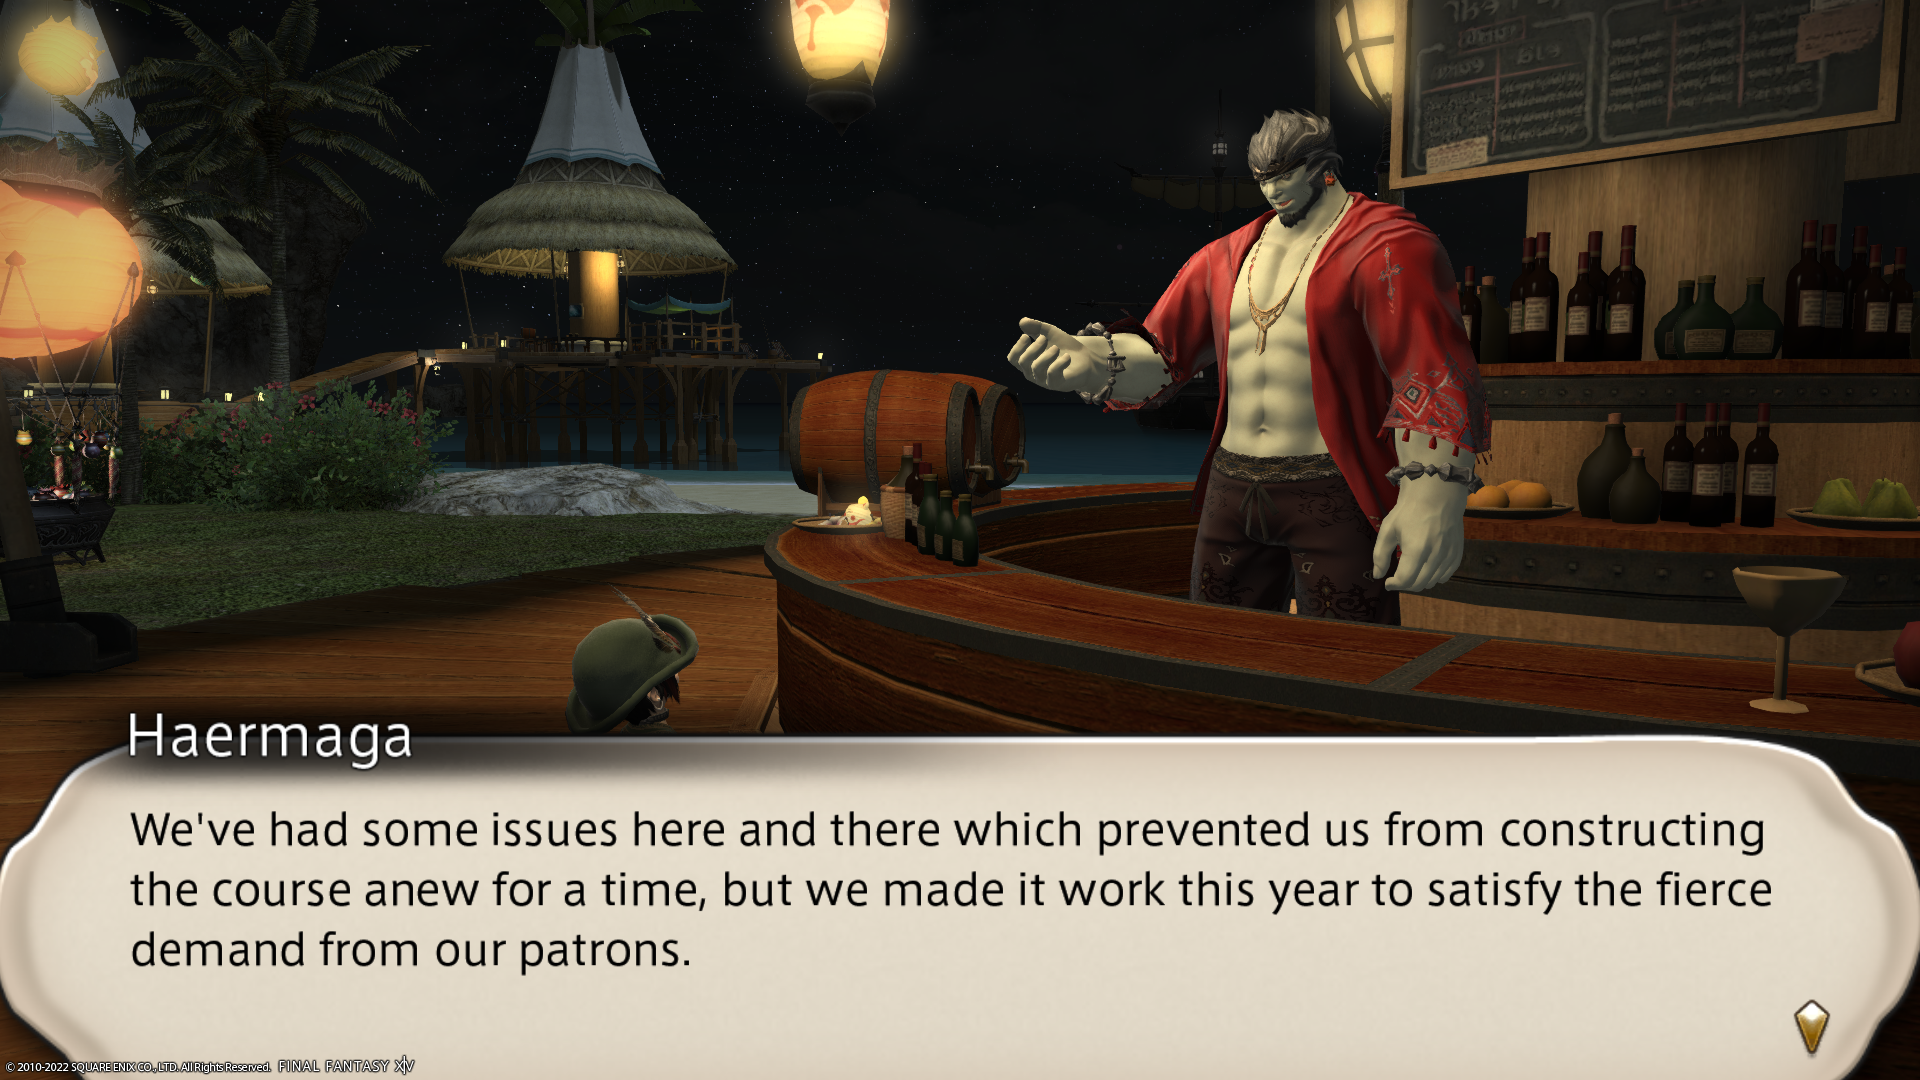 Haermaga
We've had some issues here and there which prevented us from constructing
the course anew for a time, but we made it work this year to satisfy the fierce
demand from our patrons.
© 2010-2022 SQUARE ENIX CO., LTD. All Rights Reserved. FINAL FANTASY XIV